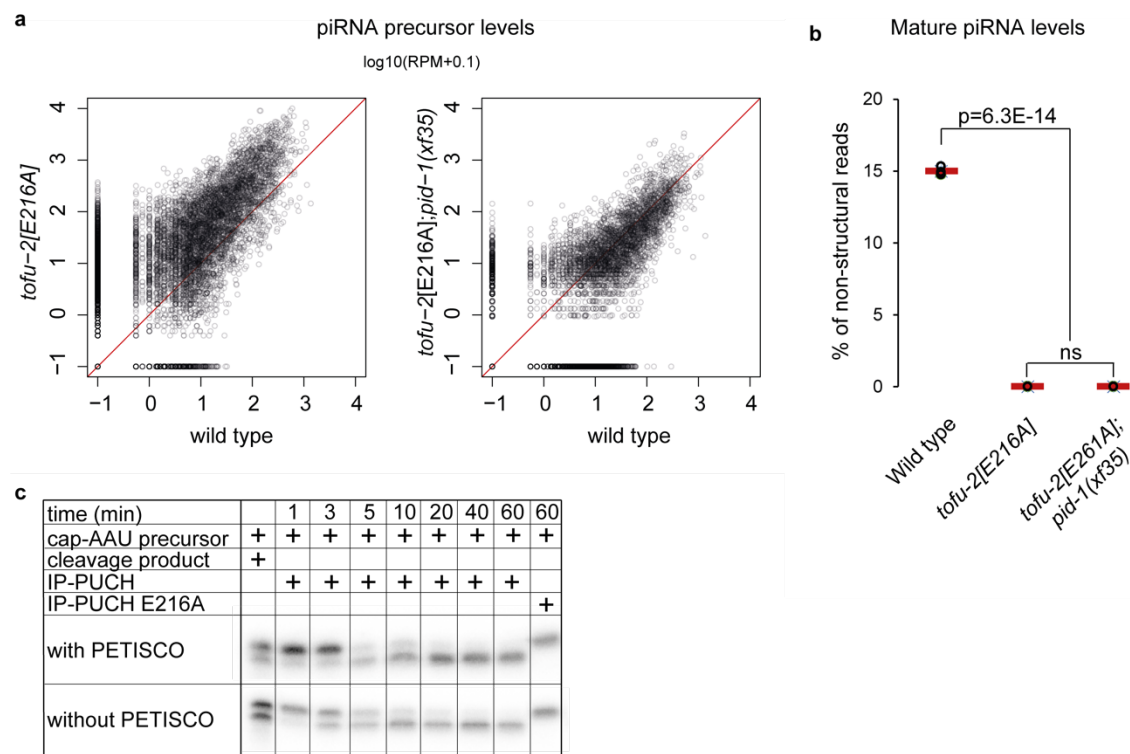 a
piRNA precursor levels
log10(RPM+0.1)
tofu−2[E216A]
4
3
2
1
0
−1
−1 0 1 2 3 4
wild type
tofu−2[E216A];pid−1(xf35)
4
3
2
1
0
−1
−1 0 1 2 3 4
wild type
b
Mature piRNA levels
% of non-structural reads
20
15
10
5
0
p=6.3E-14
ns
Wild type
tofu-2[E216A]
tofu-2[E261A];
pid-1(xf35)
c
time (min) 1 3 5 10 20 40 60 60
cap-AAU precursor + + + + + + + + +
cleavage product +
IP-PUCH + + + + + + +
IP-PUCH E216A +
with PETISCO
without PETISCO